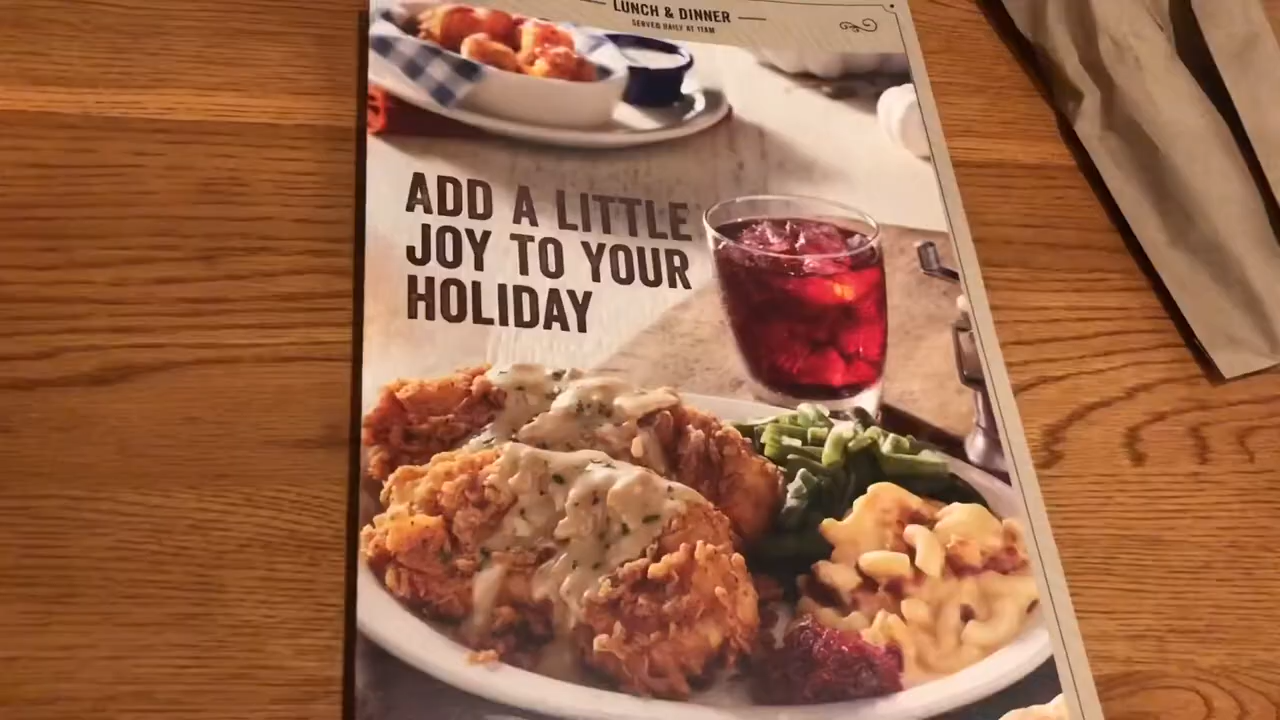 LUNCH & DINNER
SERVED DAILY AT 11AM
ADD A LITTLE
JOY TO YOUR
HOLIDAY